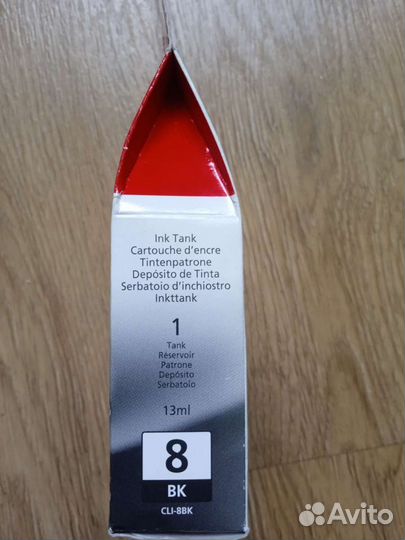 Ink Tank
Cartouche d'encre
Tintenpatrone
Depósito de Tinta
Serbatoio d'inchiostro
Inkttank
1
Tank
Réservoir
Patrone
Depósito
Serbatoio
13ml
8
BK
CLI-8BK
Avito